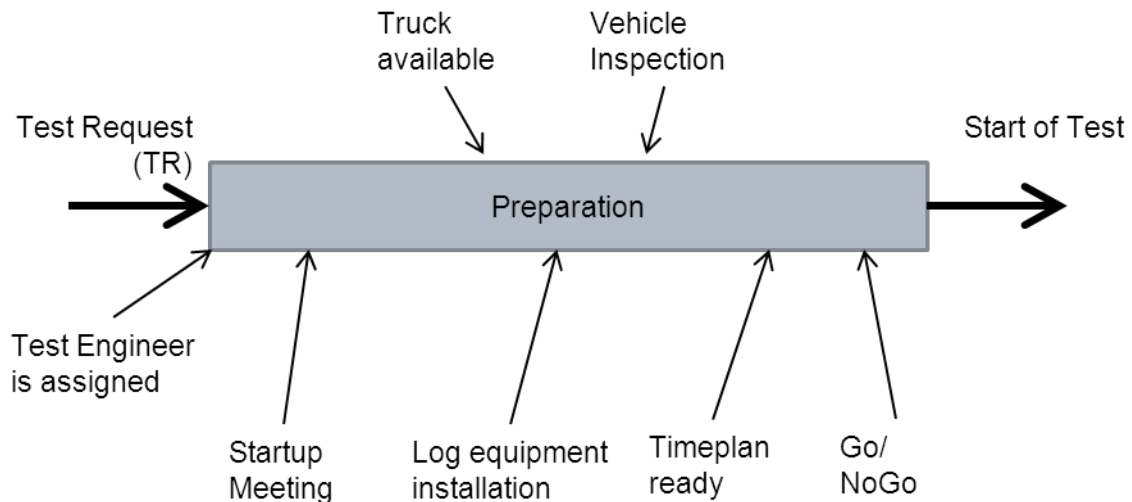 Truck
available
Vehicle
Inspection
Test Request
(TR)
Start of Test
Preparation
Test Engineer
is assigned
Startup
Meeting
Log equipment
installation
Timeplan
ready
Go/
NoGo